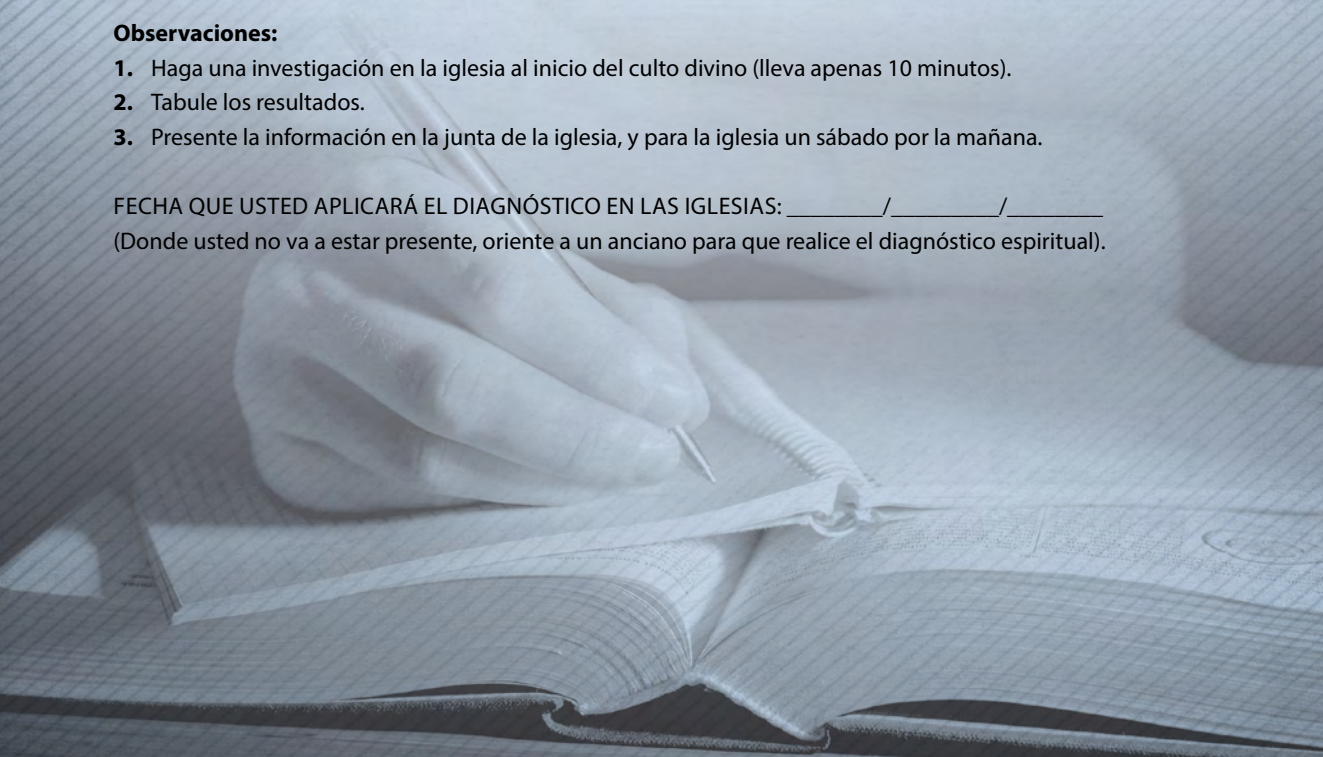 Observaciones:
1. Haga una investigación en la iglesia al inicio del culto divino (lleva apenas 10 minutos).
2. Tabule los resultados.
3. Presente la información en la junta de la iglesia, y para la iglesia un sábado por la mañana.
FECHA QUE USTED APLICARÁ EL DIAGNÓSTICO EN LAS IGLESIAS: ________/_________/________
(Donde usted no va a estar presente, oriente a un anciano para que realice el diagnóstico espiritual).